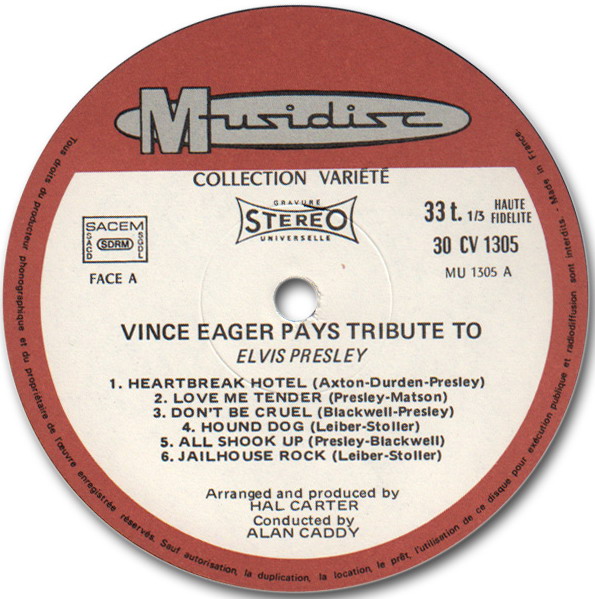 Musidisc
COLLECTION VARIÉTÉ
GRAVURE
STEREO
UNIVERSELLE
33 t. 1/3 HAUTE FIDELITE
30 CV 1305
MU 1305 A
SACEM
SACD SDRM SGDL
FACE A
VINCE EAGER PAYS TRIBUTE TO
ELVIS PRESLEY
1. HEARTBREAK HOTEL (Axton-Durden-Presley)
2. LOVE ME TENDER (Presley-Matson)
3. DON'T BE CRUEL (Blackwell-Presley)
4. HOUND DOG (Leiber-Stoller)
5. ALL SHOOK UP (Presley-Blackwell)
6. JAILHOUSE ROCK (Leiber-Stoller)
Arranged and produced by
HAL CARTER
Conducted by
ALAN CADDY
Tous droits du producteur phonographique et du propriétaire de l'œuvre enregistrée réservés. Sauf autorisation, la duplication, la location, le prêt, l'utilisation de ce disque pour exécution publique et radiodiffusion sont interdits. - Made in France.